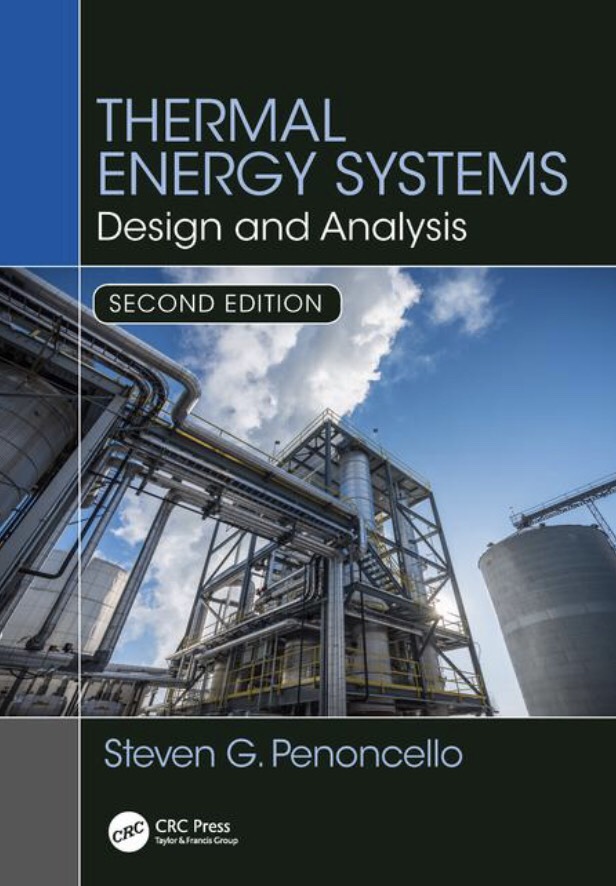 THERMAL
ENERGY SYSTEMS
Design and Analysis
SECOND EDITION
Steven G. Penoncello
CRC
CRC Press
Taylor & Francis Group